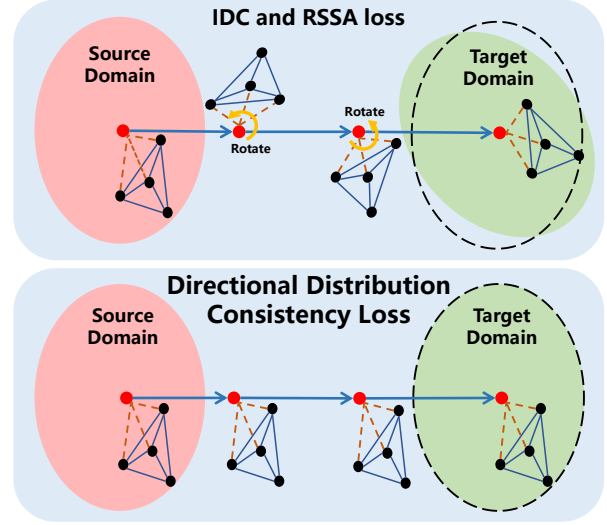 IDC and RSSA loss
Source
Domain
Target
Domain
Rotate
Rotate
Directional Distribution
Consistency Loss
Source
Domain
Target
Domain